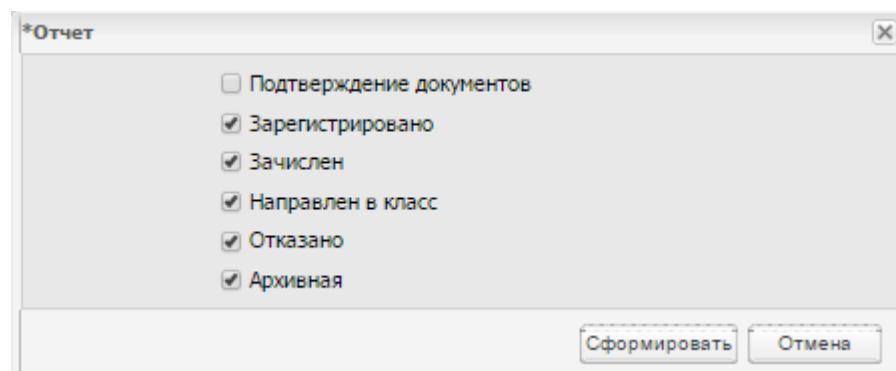 *Отчет
Подтверждение документов
Зарегистрировано
Зачислен
Направлен в класс
Отказано
Архивная
Сформировать Отмена